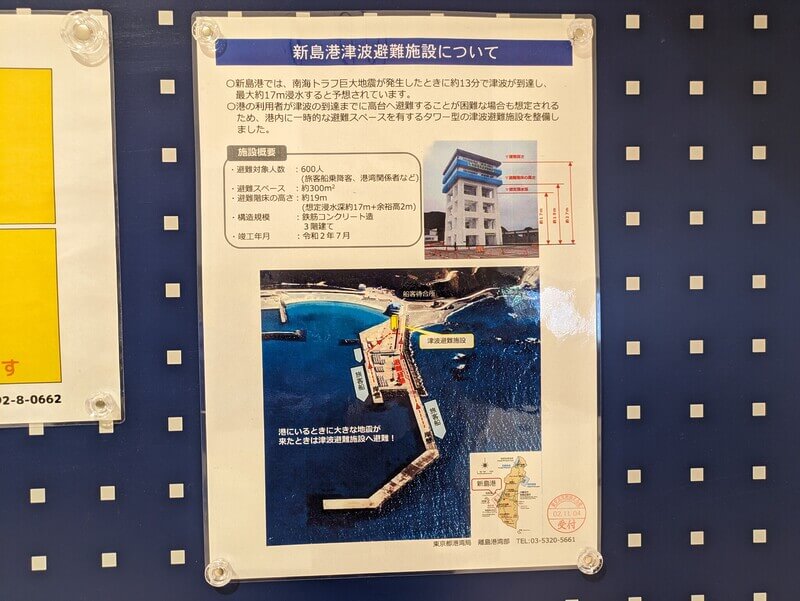 新島港津波避難施設について
○新島港では、南海トラフ巨大地震が発生したときに約13分で津波が到達し、
最大約17m浸水すると予想されています。
○港の利用者が津波の到達までに高台へ避難することが困難な場合も想定される
ため、港内に一時的な避難スペースを有するタワー型の津波避難施設を整備し
ました。
施設概要
・避難対象人数 ：600人
(旅客船乗降客、港湾関係者など)
・避難スペース ：約300m²
・避難階床の高さ：約19m
(想定浸水深約17m+余裕高2m)
・構造規模 ：鉄筋コンクリート造
３階建て
・竣工年月 ：令和２年７月
船客待合所
津波避難施設
港にいるときに大きな地震が
来たときは津波避難施設へ避難！
新島港
02.11.04
受付
東京都港湾局 離島港湾部 TEL:03-5320-5661
す
92-8-0662